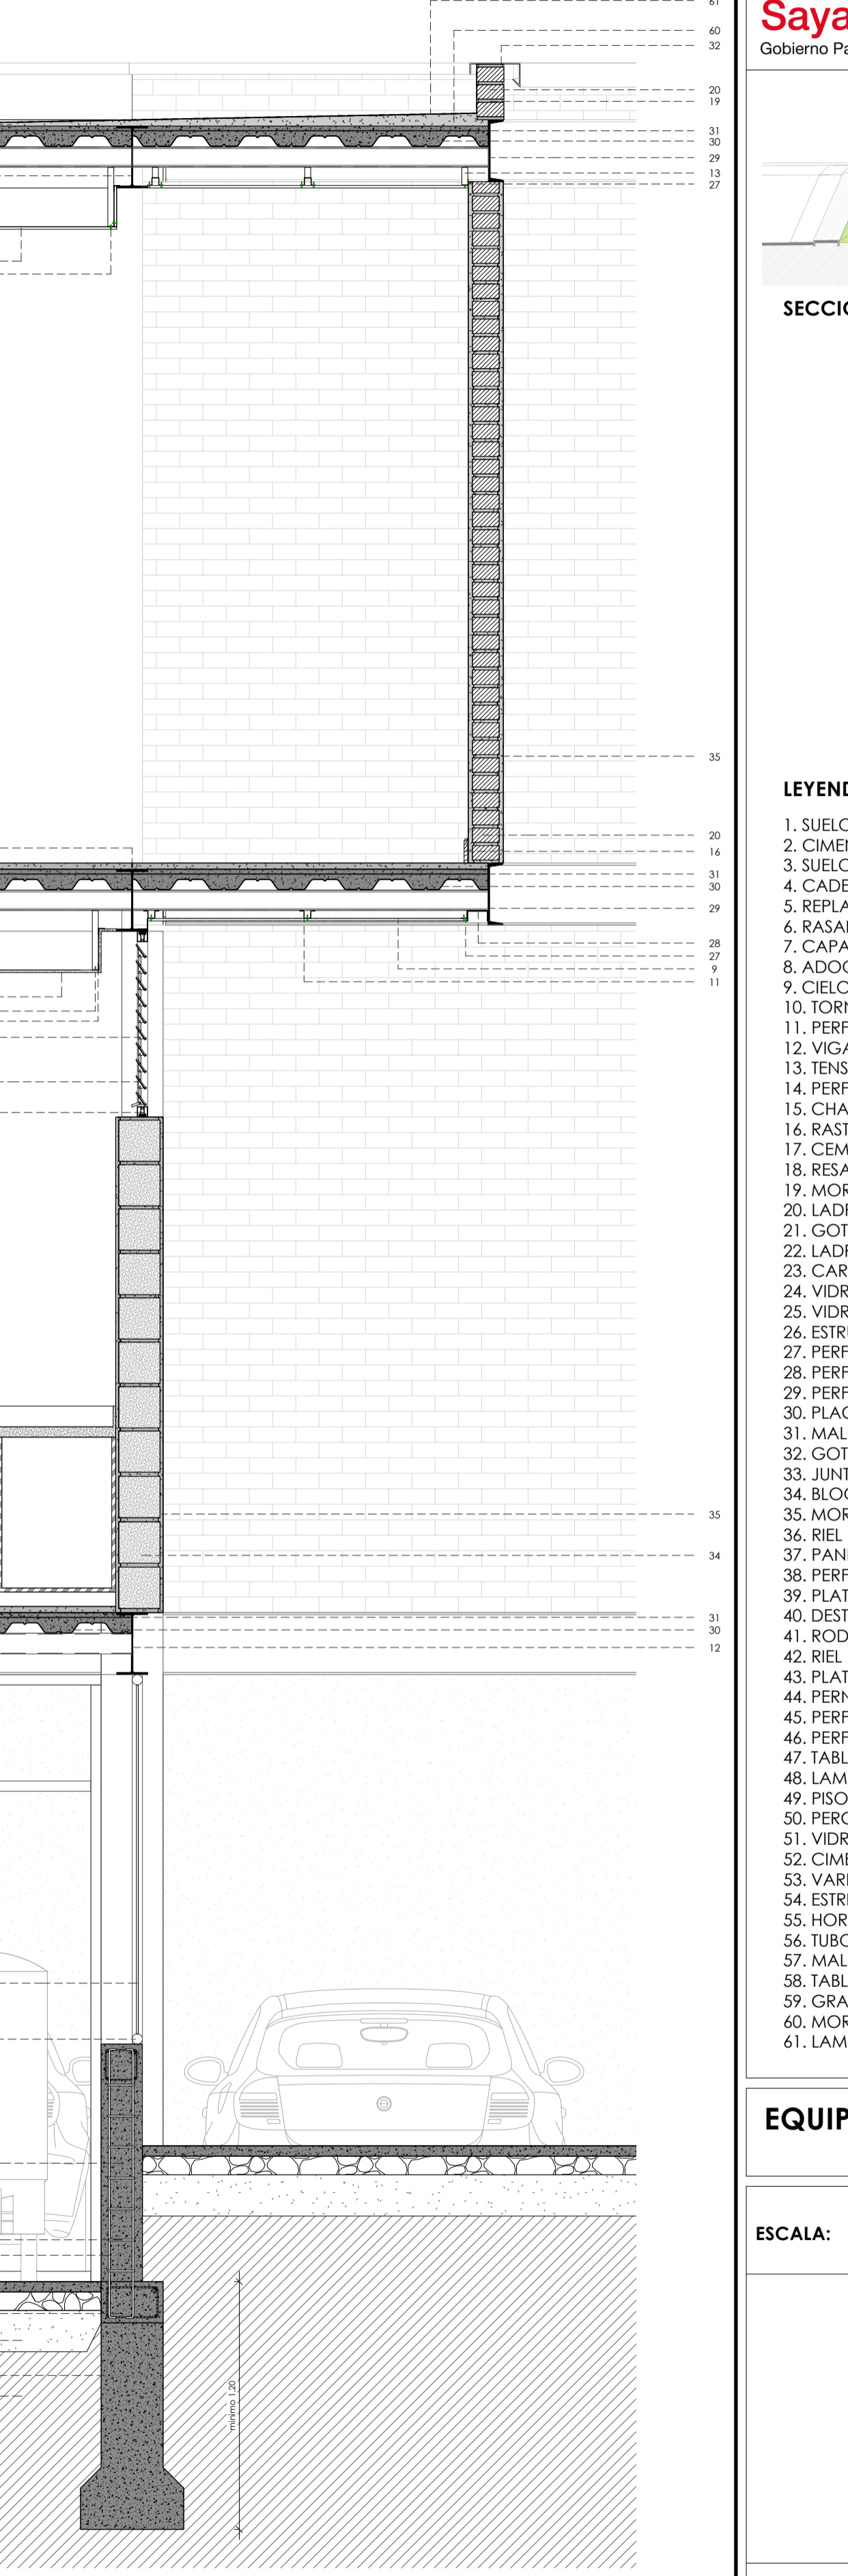 61
60
32
20
19
31
30
29
13
27
35
20
16
31
30
29
28
27
9
11
35
34
31
30
12
minimo 1.20
Saya
Gobierno Pa
SECCIO
LEYEND
1. SUELO
2. CIMEN
3. SUELO
4. CADE
5. REPLA
6. RASAN
7. CAPA
8. ADOQ
9. CIELO
10. TORN
11. PERF
12. VIGA
13. TENS
14. PERF
15. CHA
16. RAST
17. CEM
18. RESA
19. MOR
20. LADR
21. GOT
22. LADR
23. CAR
24. VIDR
25. VIDR
26. ESTRU
27. PERF
28. PERF
29. PERF
30. PLAC
31. MAL
32. GOT
33. JUNT
34. BLOQ
35. MOR
36. RIEL
37. PANE
38. PERF
39. PLAT
40. DEST
41. ROD
42. RIEL
43. PLAT
44. PERN
45. PERF
46. PERF
47. TABL
48. LAM
49. PISO
50. PERC
51. VIDR
52. CIME
53. VARI
54. ESTRI
55. HOR
56. TUBO
57. MAL
58. TABL
59. GRA
60. MOR
61. LAM
EQUIP
ESCALA: